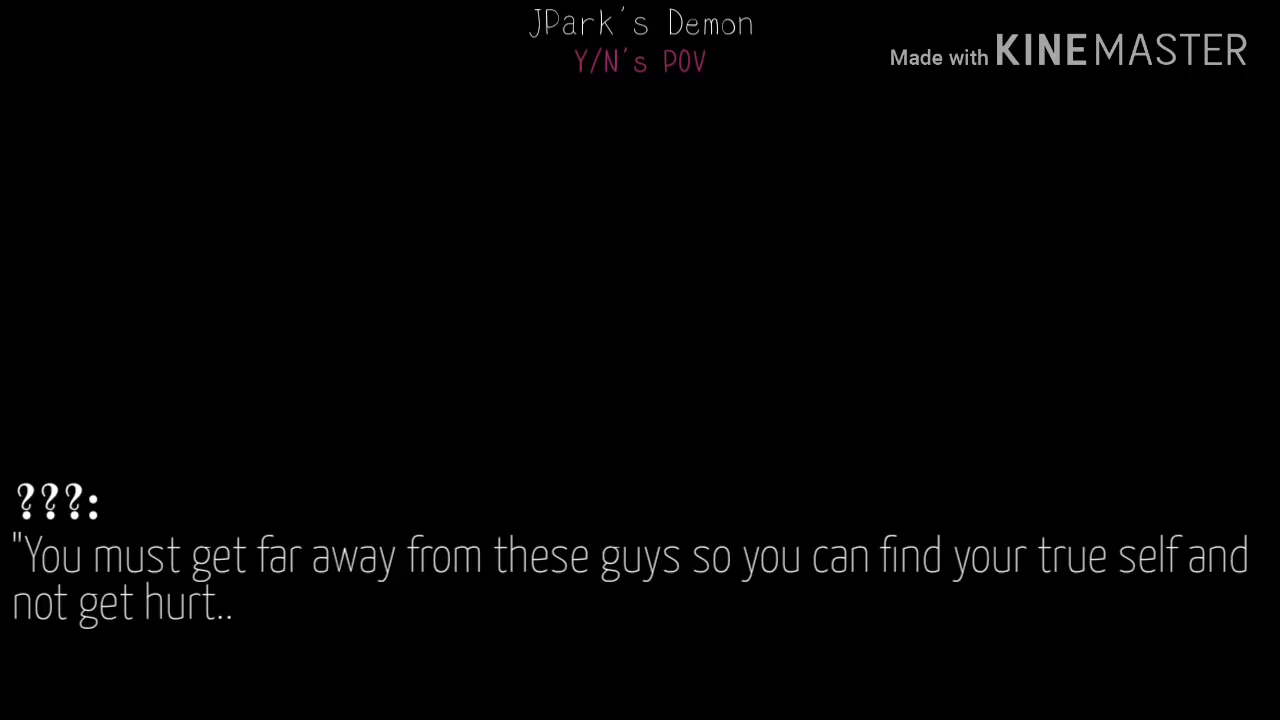 JPark's Demon
Y/N's POV
Made with KINEMASTER
???:
"You must get far away from these guys so you can find your true self and
not get hurt..